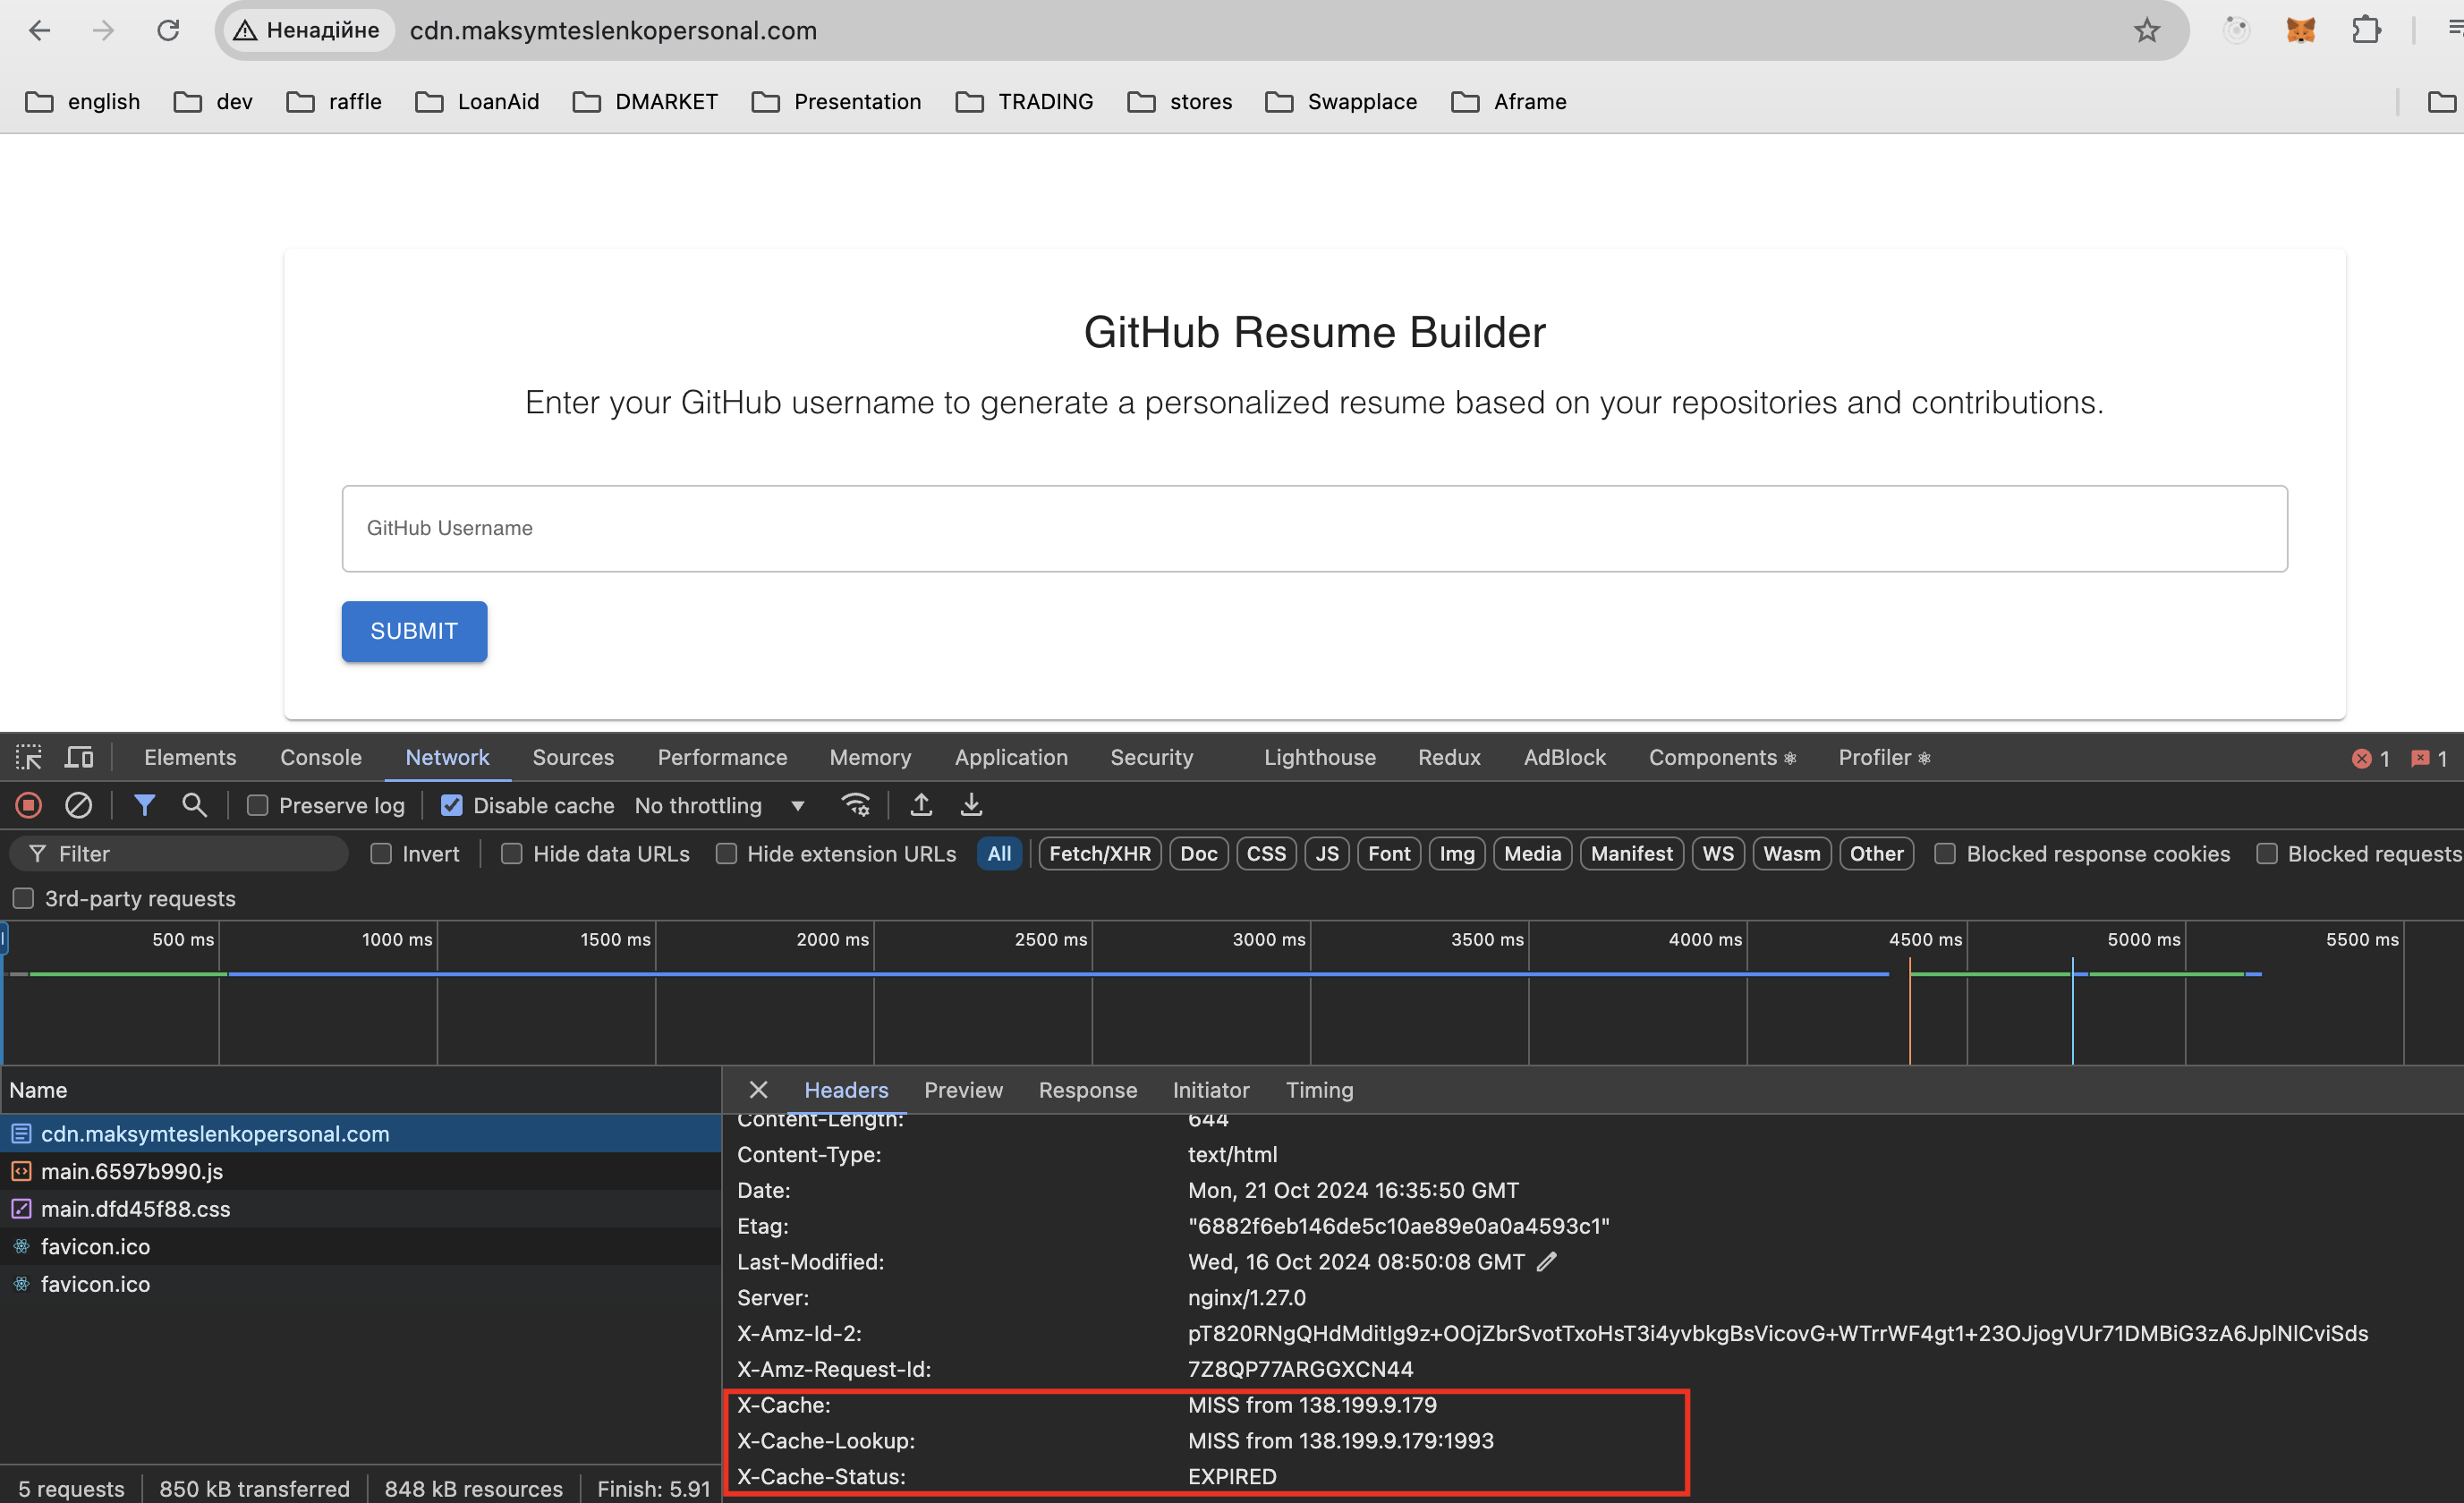 Ненадійне cdn.maksymteslenkopersonal.com
english dev raffle LoanAid DMARKET Presentation TRADING stores Swapplace Aframe
GitHub Resume Builder
Enter your GitHub username to generate a personalized resume based on your repositories and contributions.
GitHub Username
SUBMIT
Elements Console Network Sources Performance Memory Application Security Lighthouse Redux AdBlock Components Profiler 1 1
Preserve log Disable cache No throttling
Filter Invert Hide data URLs Hide extension URLs All Fetch/XHR Doc CSS JS Font Img Media Manifest WS Wasm Other Blocked response cookies Blocked requests
3rd-party requests
500 ms 1000 ms 1500 ms 2000 ms 2500 ms 3000 ms 3500 ms 4000 ms 4500 ms 5000 ms 5500 ms
Name
cdn.maksymteslenkopersonal.com
main.6597b990.js
main.dfd45f88.css
favicon.ico
favicon.ico
5 requests 850 kB transferred 848 kB resources Finish: 5.91
Headers Preview Response Initiator Timing
Content-Length: 644
Content-Type: text/html
Date: Mon, 21 Oct 2024 16:35:50 GMT
Etag: "6882f6eb146de5c10ae89e0a0a4593c1"
Last-Modified: Wed, 16 Oct 2024 08:50:08 GMT
Server: nginx/1.27.0
X-Amz-Id-2: pT820RNgQHdMditIg9z+OOjZbrSvotTxoHsT3i4yvbkgBsVicovG+WTrrWF4gt1+23OJjogVUr71DMBiG3zA6JplNlCviSds
X-Amz-Request-Id: 7Z8QP77ARGGXCN44
X-Cache: MISS from 138.199.9.179
X-Cache-Lookup: MISS from 138.199.9.179:1993
X-Cache-Status: EXPIRED